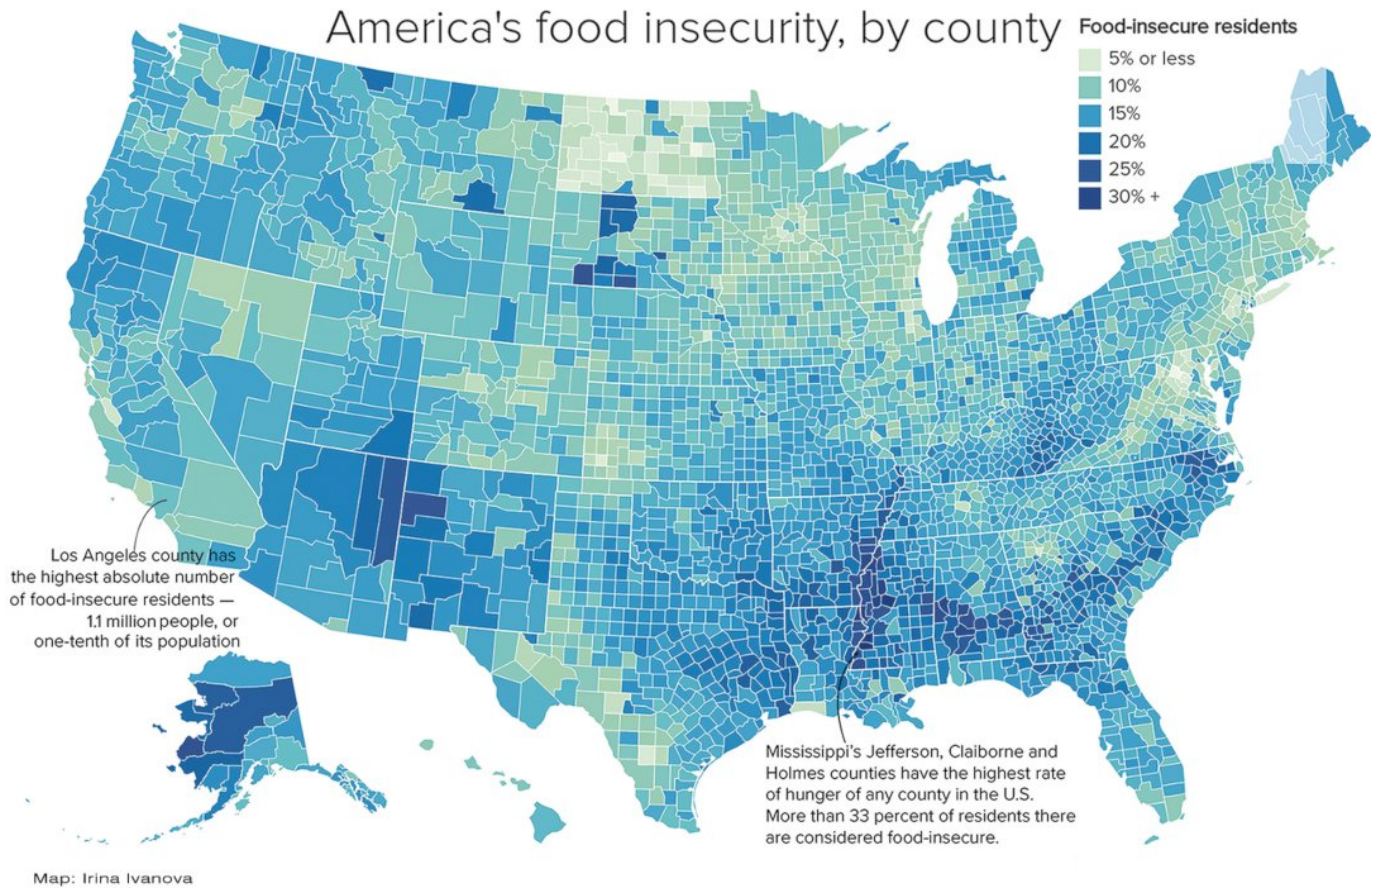 America's food insecurity, by county
Food-insecure residents
5% or less
10%
15%
20%
25%
30% +
Los Angeles county has
the highest absolute number
of food-insecure residents —
1.1 million people, or
one-tenth of its population
Mississippi's Jefferson, Claiborne and
Holmes counties have the highest rate
of hunger of any county in the U.S.
More than 33 percent of residents there
are considered food-insecure.
Map: Irina Ivanova